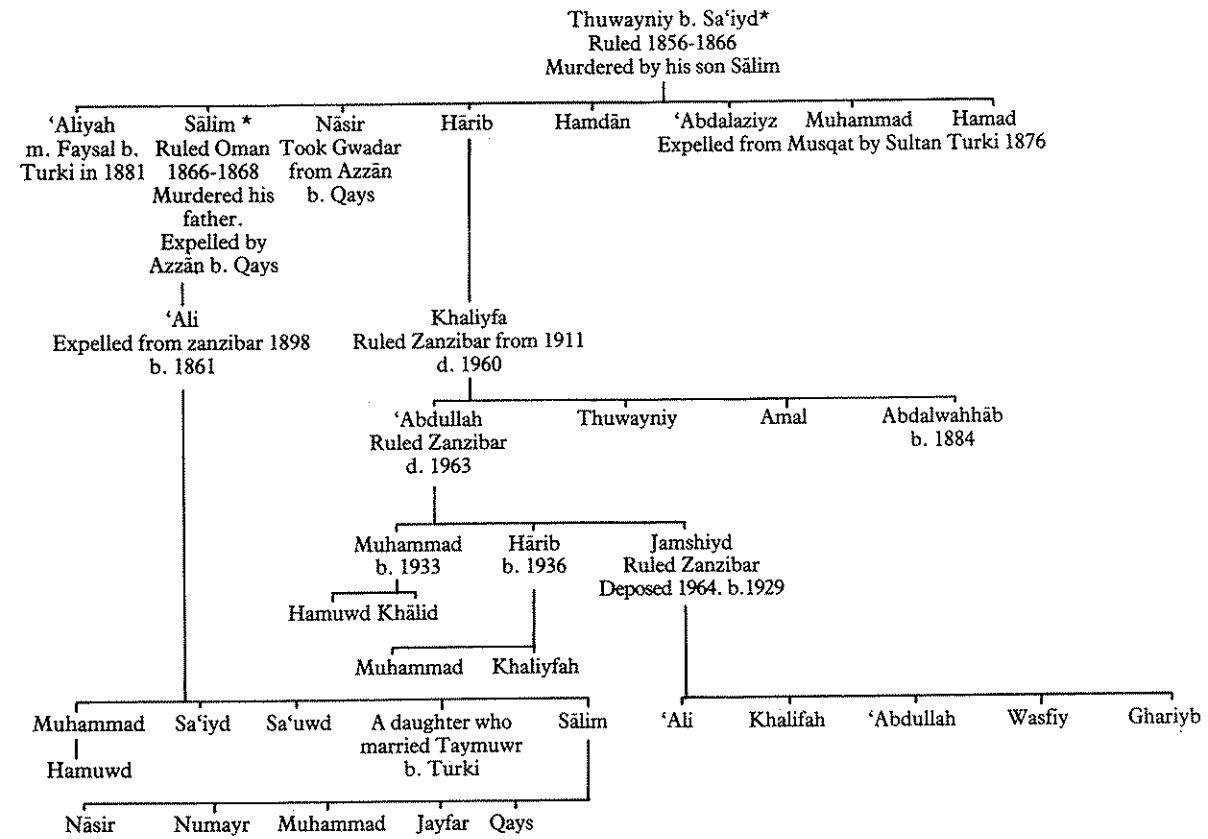 Thuwayniy b. Sa‘iyd*
Ruled 1856-1866
Murdered by his son Sālim
‘Aliyah
m. Faysal b.
Turki in 1881
Sālim *
Ruled Oman
1866-1868
Murdered his
father.
Expelled by
Azzān b. Qays
Nāsir
Took Gwadar
from Azzān
b. Qays
Hārib
Hamdān
‘Abdalaziyz Muhammad Hamad
Expelled from Musqat by Sultan Turki 1876
‘Ali
Expelled from zanzibar 1898
b. 1861
Khaliyfa
Ruled Zanzibar from 1911
d. 1960
‘Abdullah
Ruled Zanzibar
d. 1963
Thuwayniy
Amal
Abdalwahhāb
b. 1884
Muhammad
b. 1933
Hārib
b. 1936
Jamshiyd
Ruled Zanzibar
Deposed 1964. b.1929
Hamuwd Khālid
Muhammad Khaliyfah
Muhammad
Sa‘iyd
Sa‘uwd
A daughter who
married Taymuwr
b. Turki
Sālim
‘Ali
Khalifah
‘Abdullah
Wasfiy
Ghariyb
Hamuwd
Nāsir
Numayr
Muhammad
Jayfar
Qays